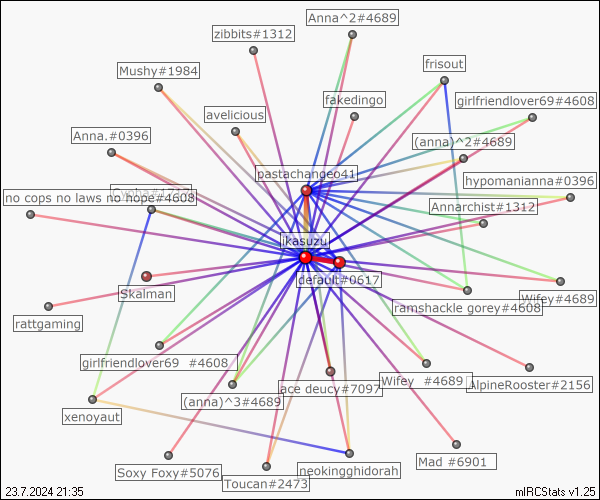 Anna^2#4689
zibbits#1312
frisout
Mushy#1984
fakedingo
girlfriendlover69#4608
avelicious
Anna.#0396
(anna)^2#4689
pastachangeo41
hypomanianna#0396
no cops no laws no hope#4608
Annarchist#1312
ikasuzu
default#0617
Skalman
Wifey#4689
ramshackle gorey#4608
rattgaming
girlfriendlover69 #4608
Wifey #4689
AlpineRooster#2156
ace deucy#7097
(anna)^3#4689
xenoyaut
Mad #6901
Soxy Foxy#5076
neokingghidorah
Toucan#2473
23.7.2024 21:35
mIRCStats v1.25